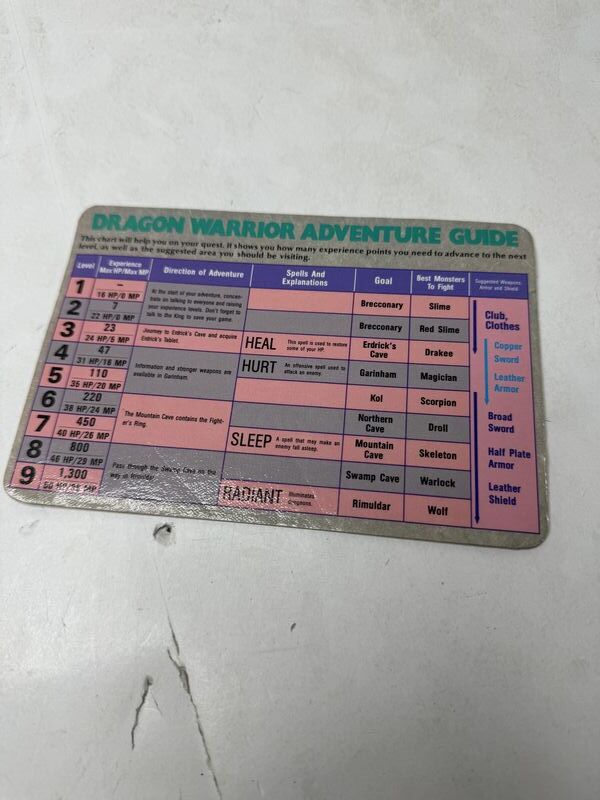 DRAGON WARRIOR ADVENTURE GUIDE
This chart will help you on your quest. It shows you how many experience points you need to advance to the next
level, as well as the suggested area you should be visiting.
Level
Experience
Max HP/Max MP
Direction of Adventure
Spells And
Explanations
Goal
Best Monsters
To Fight
Suggested Weapons
Armor and Shield
1
–
16 HP/0 MP
At the start of your adventure, concen-
trate on talking to everyone and raising
your experience levels. Don't forget to
talk to the King to save your game.
Brecconary
Slime
2
7
22 HP/0 MP
Brecconary
Red Slime
3
23
24 HP/5 MP
Journey to Erdrick's Cave and acquire
Erdrick's Tablet.
HEAL
This spell is used to restore
some of your HP
Erdrick's
Cave
Drakee
4
47
31 HP/16 MP
Information and stronger weapons are
available in Garinham.
HURT
An offensive spell used to
attack an enemy.
Garinham
Magician
5
110
35 HP/20 MP
Kol
Scorpion
6
220
38 HP/24 MP
The Mountain Cave contains the Fight-
er's Ring.
Northern
Cave
Droll
7
450
40 HP/26 MP
SLEEP
A spell that may make an
enemy fall asleep.
Mountain
Cave
Skeleton
8
800
46 HP/29 MP
Pass through the Swamp Cave on the
way to Rimuldar
Swamp Cave
Warlock
9
1,300
RADIANT
Illuminates
Rimuldar
Wolf
Club,
Clothes
Copper
Sword
Leather
Armor
Broad
Sword
Half Plate
Armor
Leather
Shield